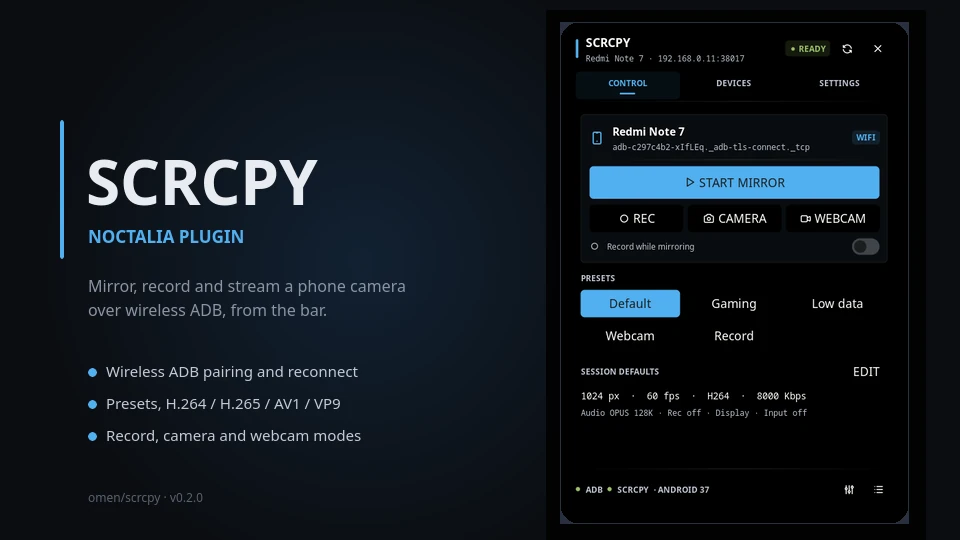 SCRCPY
NOCTALIA PLUGIN
Mirror, record and stream a phone camera
over wireless ADB, from the bar.
Wireless ADB pairing and reconnect
Presets, H.264 / H.265 / AV1 / VP9
Record, camera and webcam modes
omen/scrcpy · v0.2.0
SCRCPY
Redmi Note 7 · 192.168.0.11:38017
READY
CONTROL DEVICES SETTINGS
Redmi Note 7
adb-c297c4b2-xIfLEq._adb-tls-connect._tcp
WIFI
START MIRROR
REC CAMERA WEBCAM
Record while mirroring
PRESETS
Default Gaming Low data
Webcam Record
SESSION DEFAULTS EDIT
1024 px · 60 fps · H264 · 8000 Kbps
Audio OPUS 128K · Rec off · Display · Input off
ADB SCRCPY · ANDROID 37